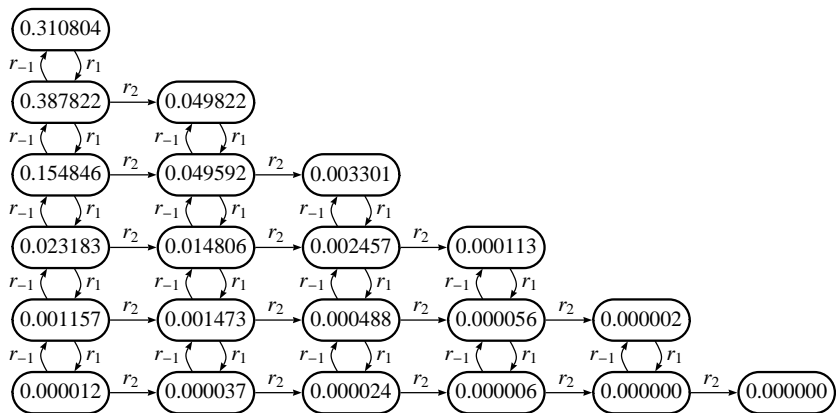 0.310804
r₋₁ r₁
0.387822 r₂ 0.049822
r₋₁ r₁ r₋₁ r₁
0.154846 r₂ 0.049592 r₂ 0.003301
r₋₁ r₁ r₋₁ r₁ r₋₁ r₁
0.023183 r₂ 0.014806 r₂ 0.002457 r₂ 0.000113
r₋₁ r₁ r₋₁ r₁ r₋₁ r₁ r₋₁ r₁
0.001157 r₂ 0.001473 r₂ 0.000488 r₂ 0.000056 r₂ 0.000002
r₋₁ r₁ r₋₁ r₁ r₋₁ r₁ r₋₁ r₁ r₋₁ r₁
0.000012 r₂ 0.000037 r₂ 0.000024 r₂ 0.000006 r₂ 0.000000 r₂ 0.000000